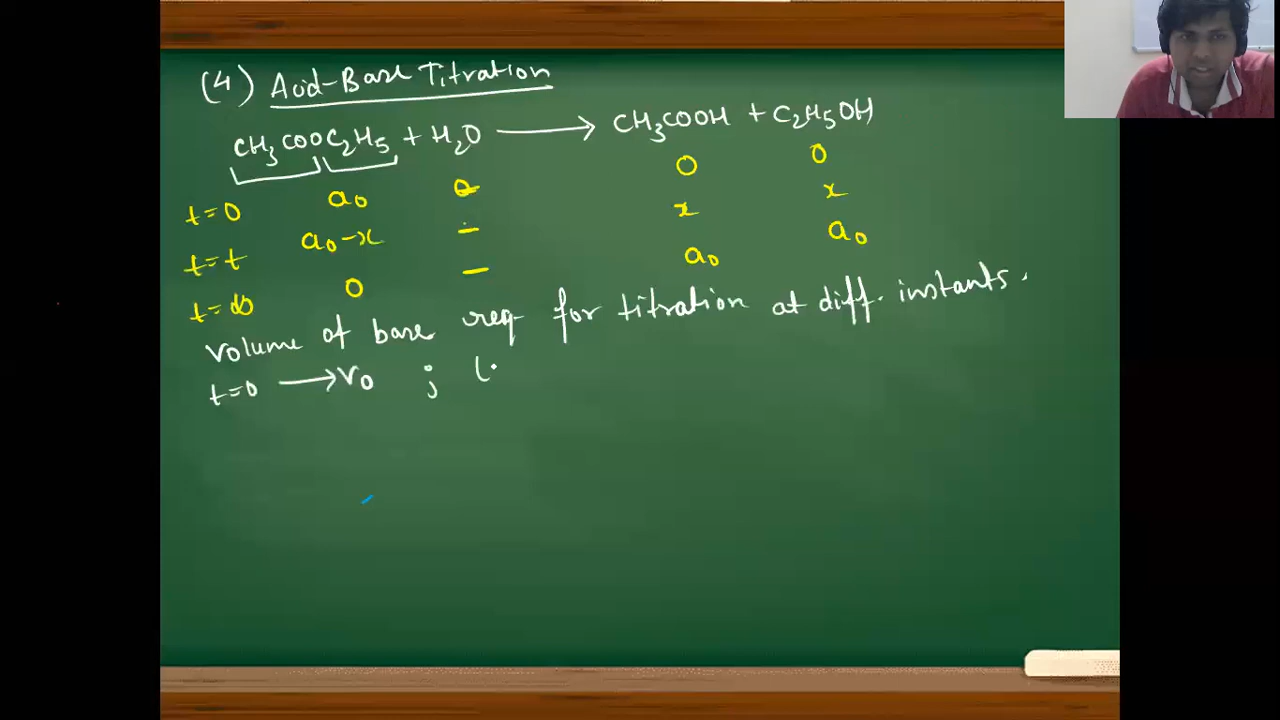 (4) Acid-Base Titration
CH₃COOC₂H₅ + H₂O ⟶ CH₃COOH + C₂H₅OH
t=0 a₀ 0 0
t=t a₀-x - x x
t=∞ 0 - a₀ a₀
Volume of base req for titration at diff. instants.
t=0 ⟶ V₀ ;